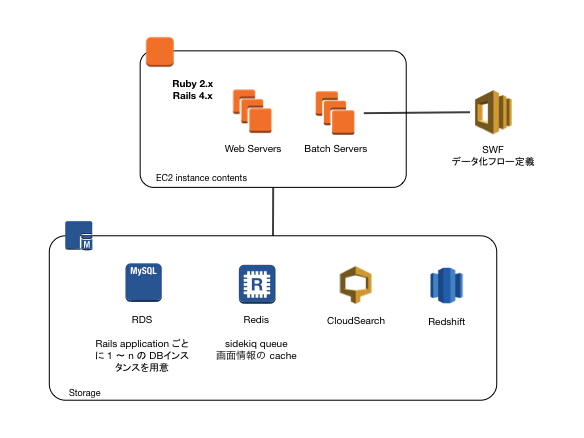 Ruby 2.x
Rails 4.x
Web Servers
Batch Servers
SWF
データ化フロー定義
EC2 instance contents
M
MySQL
R
RDS
Redis
CloudSearch
Redshift
Rails application ごと
に 1 〜 n の DBインス
タンスを用意
sidekiq queue
画面情報の cache
Storage